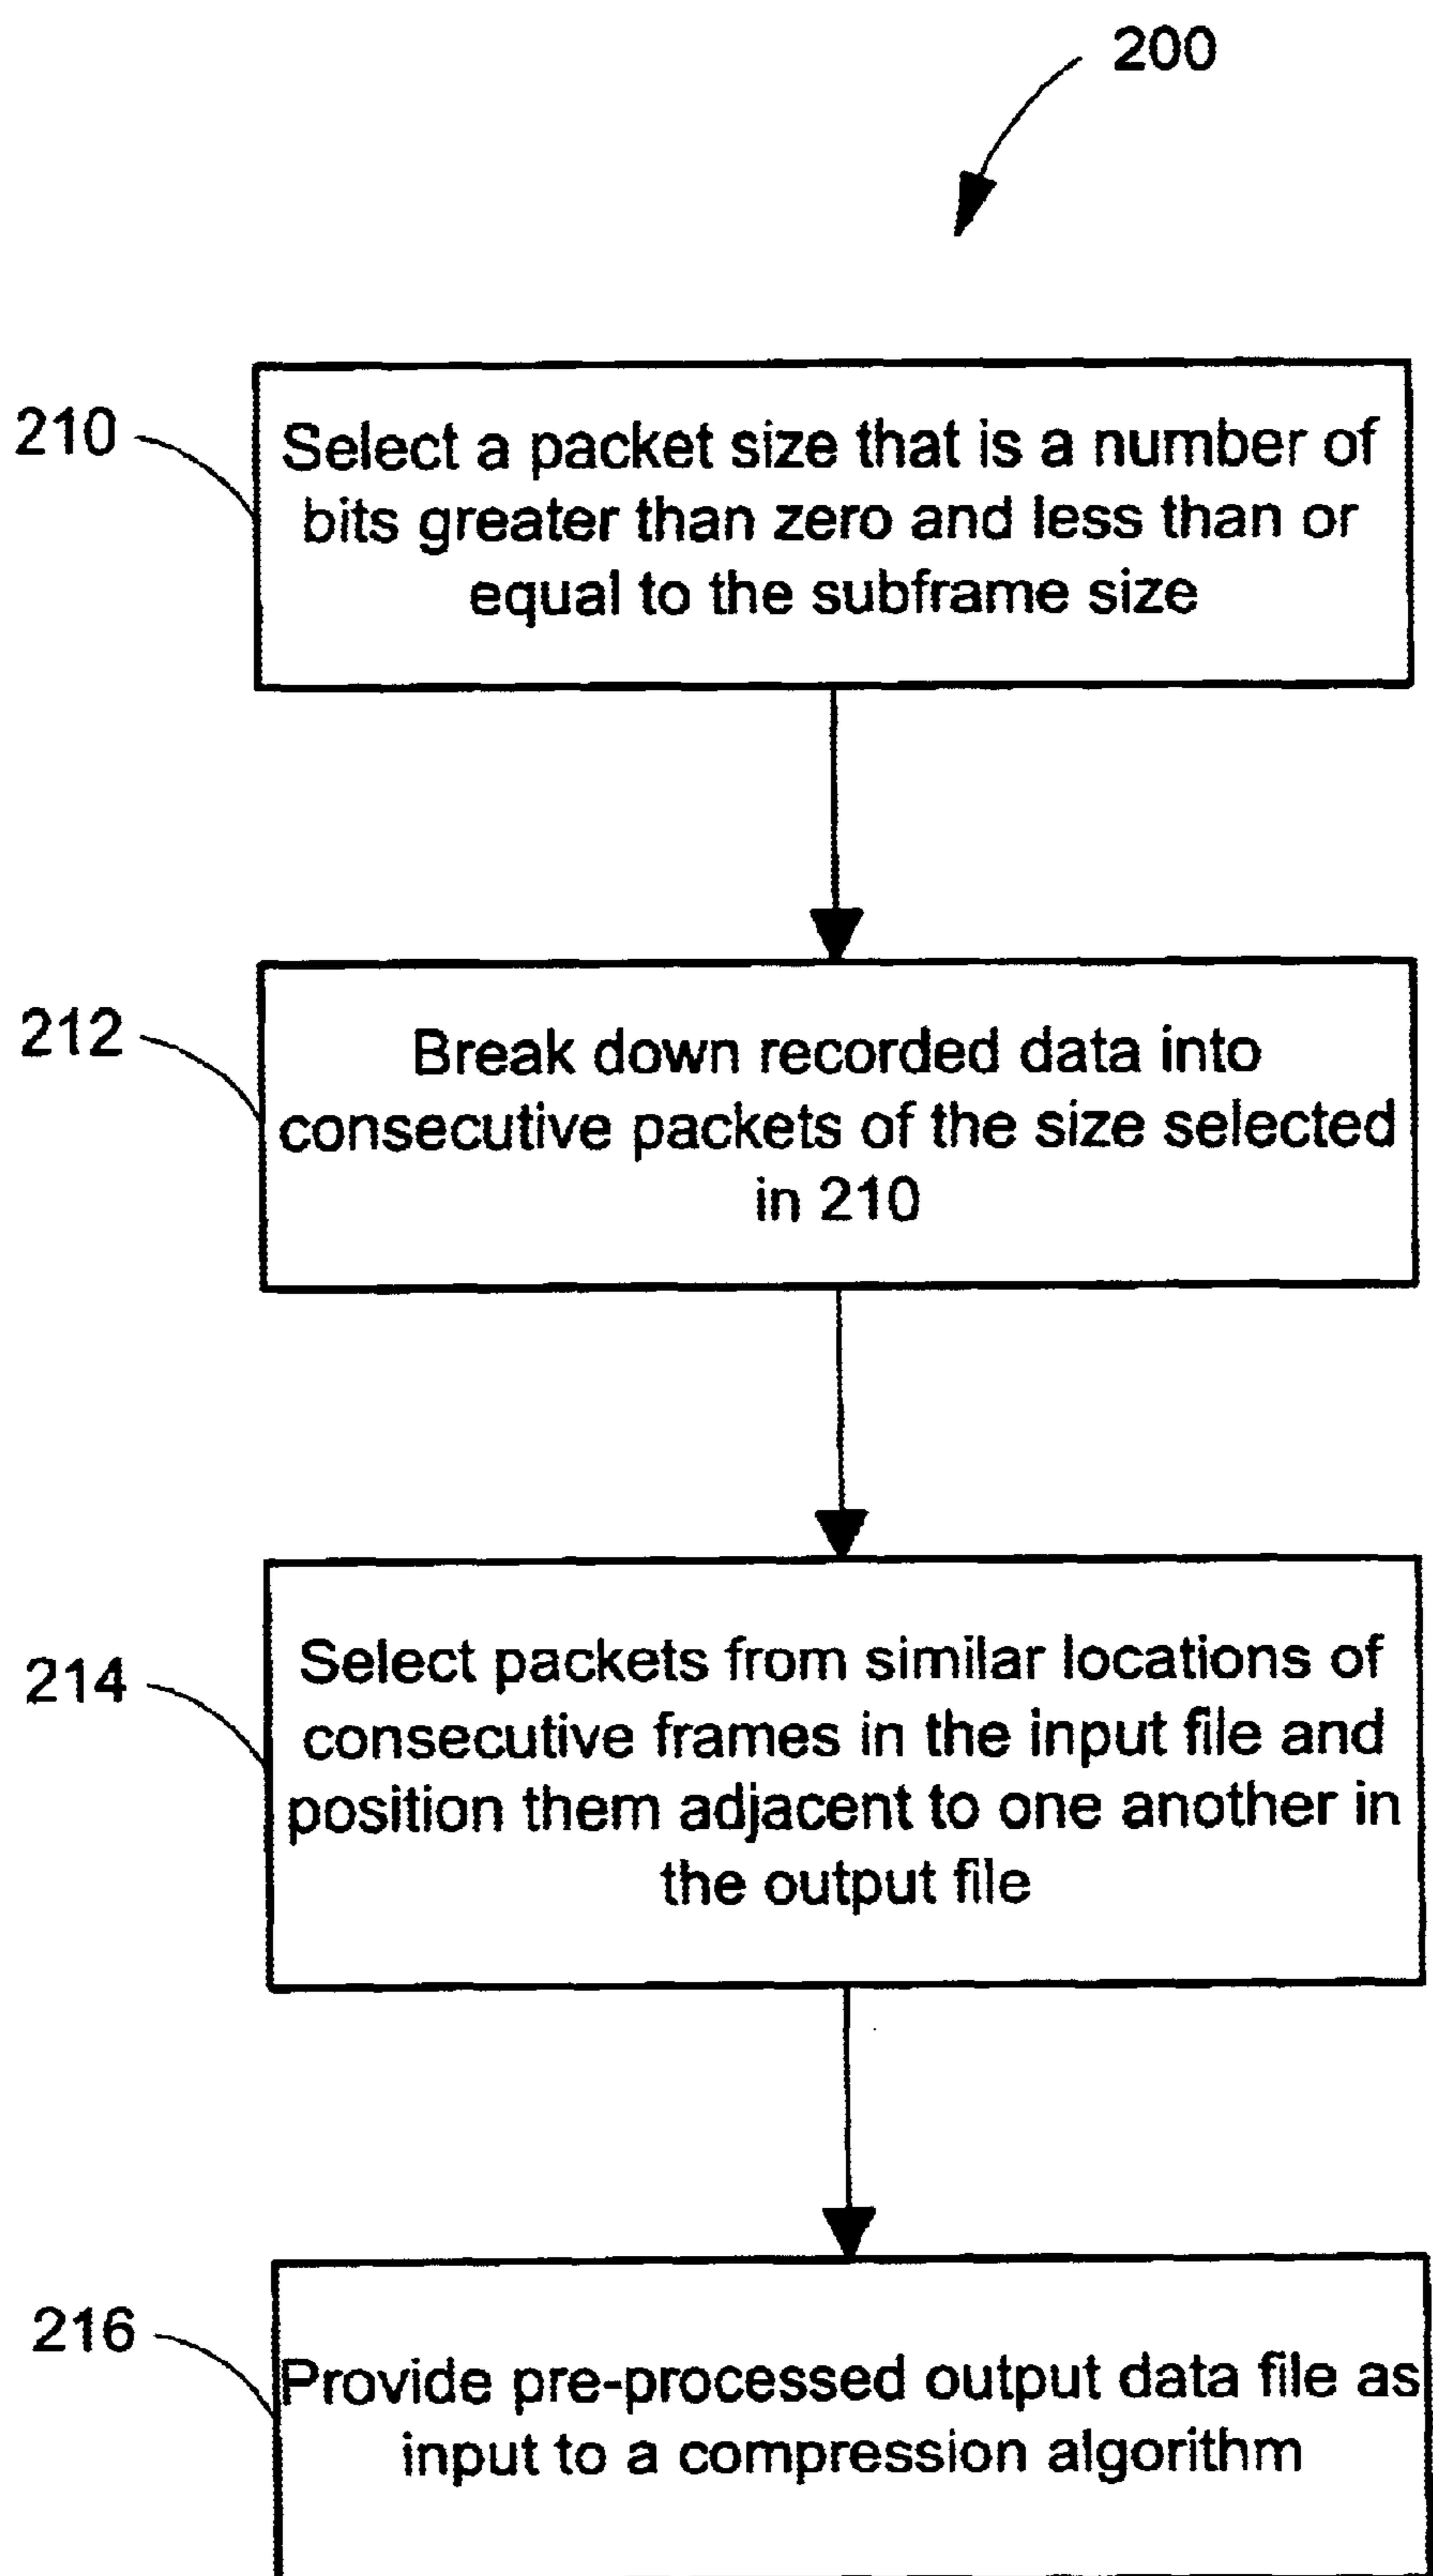 200
210
Select a packet size that is a number of
bits greater than zero and less than or
equal to the subframe size
212
Break down recorded data into
consecutive packets of the size selected
in 210
214
Select packets from similar locations of
consecutive frames in the input file and
position them adjacent to one another in
the output file
216
Provide pre-processed output data file as
input to a compression algorithm